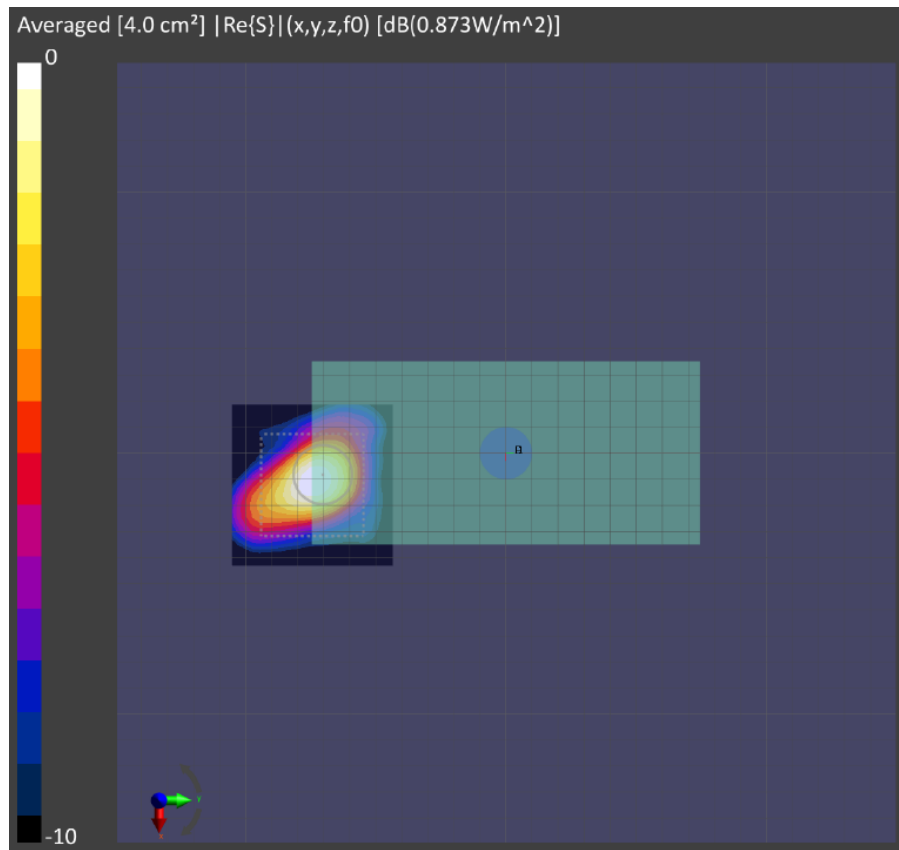 Averaged [4.0 cm²] |Re{S}|(x,y,z,f0) [dB(0.873W/m^2)]
0
-10
y
x